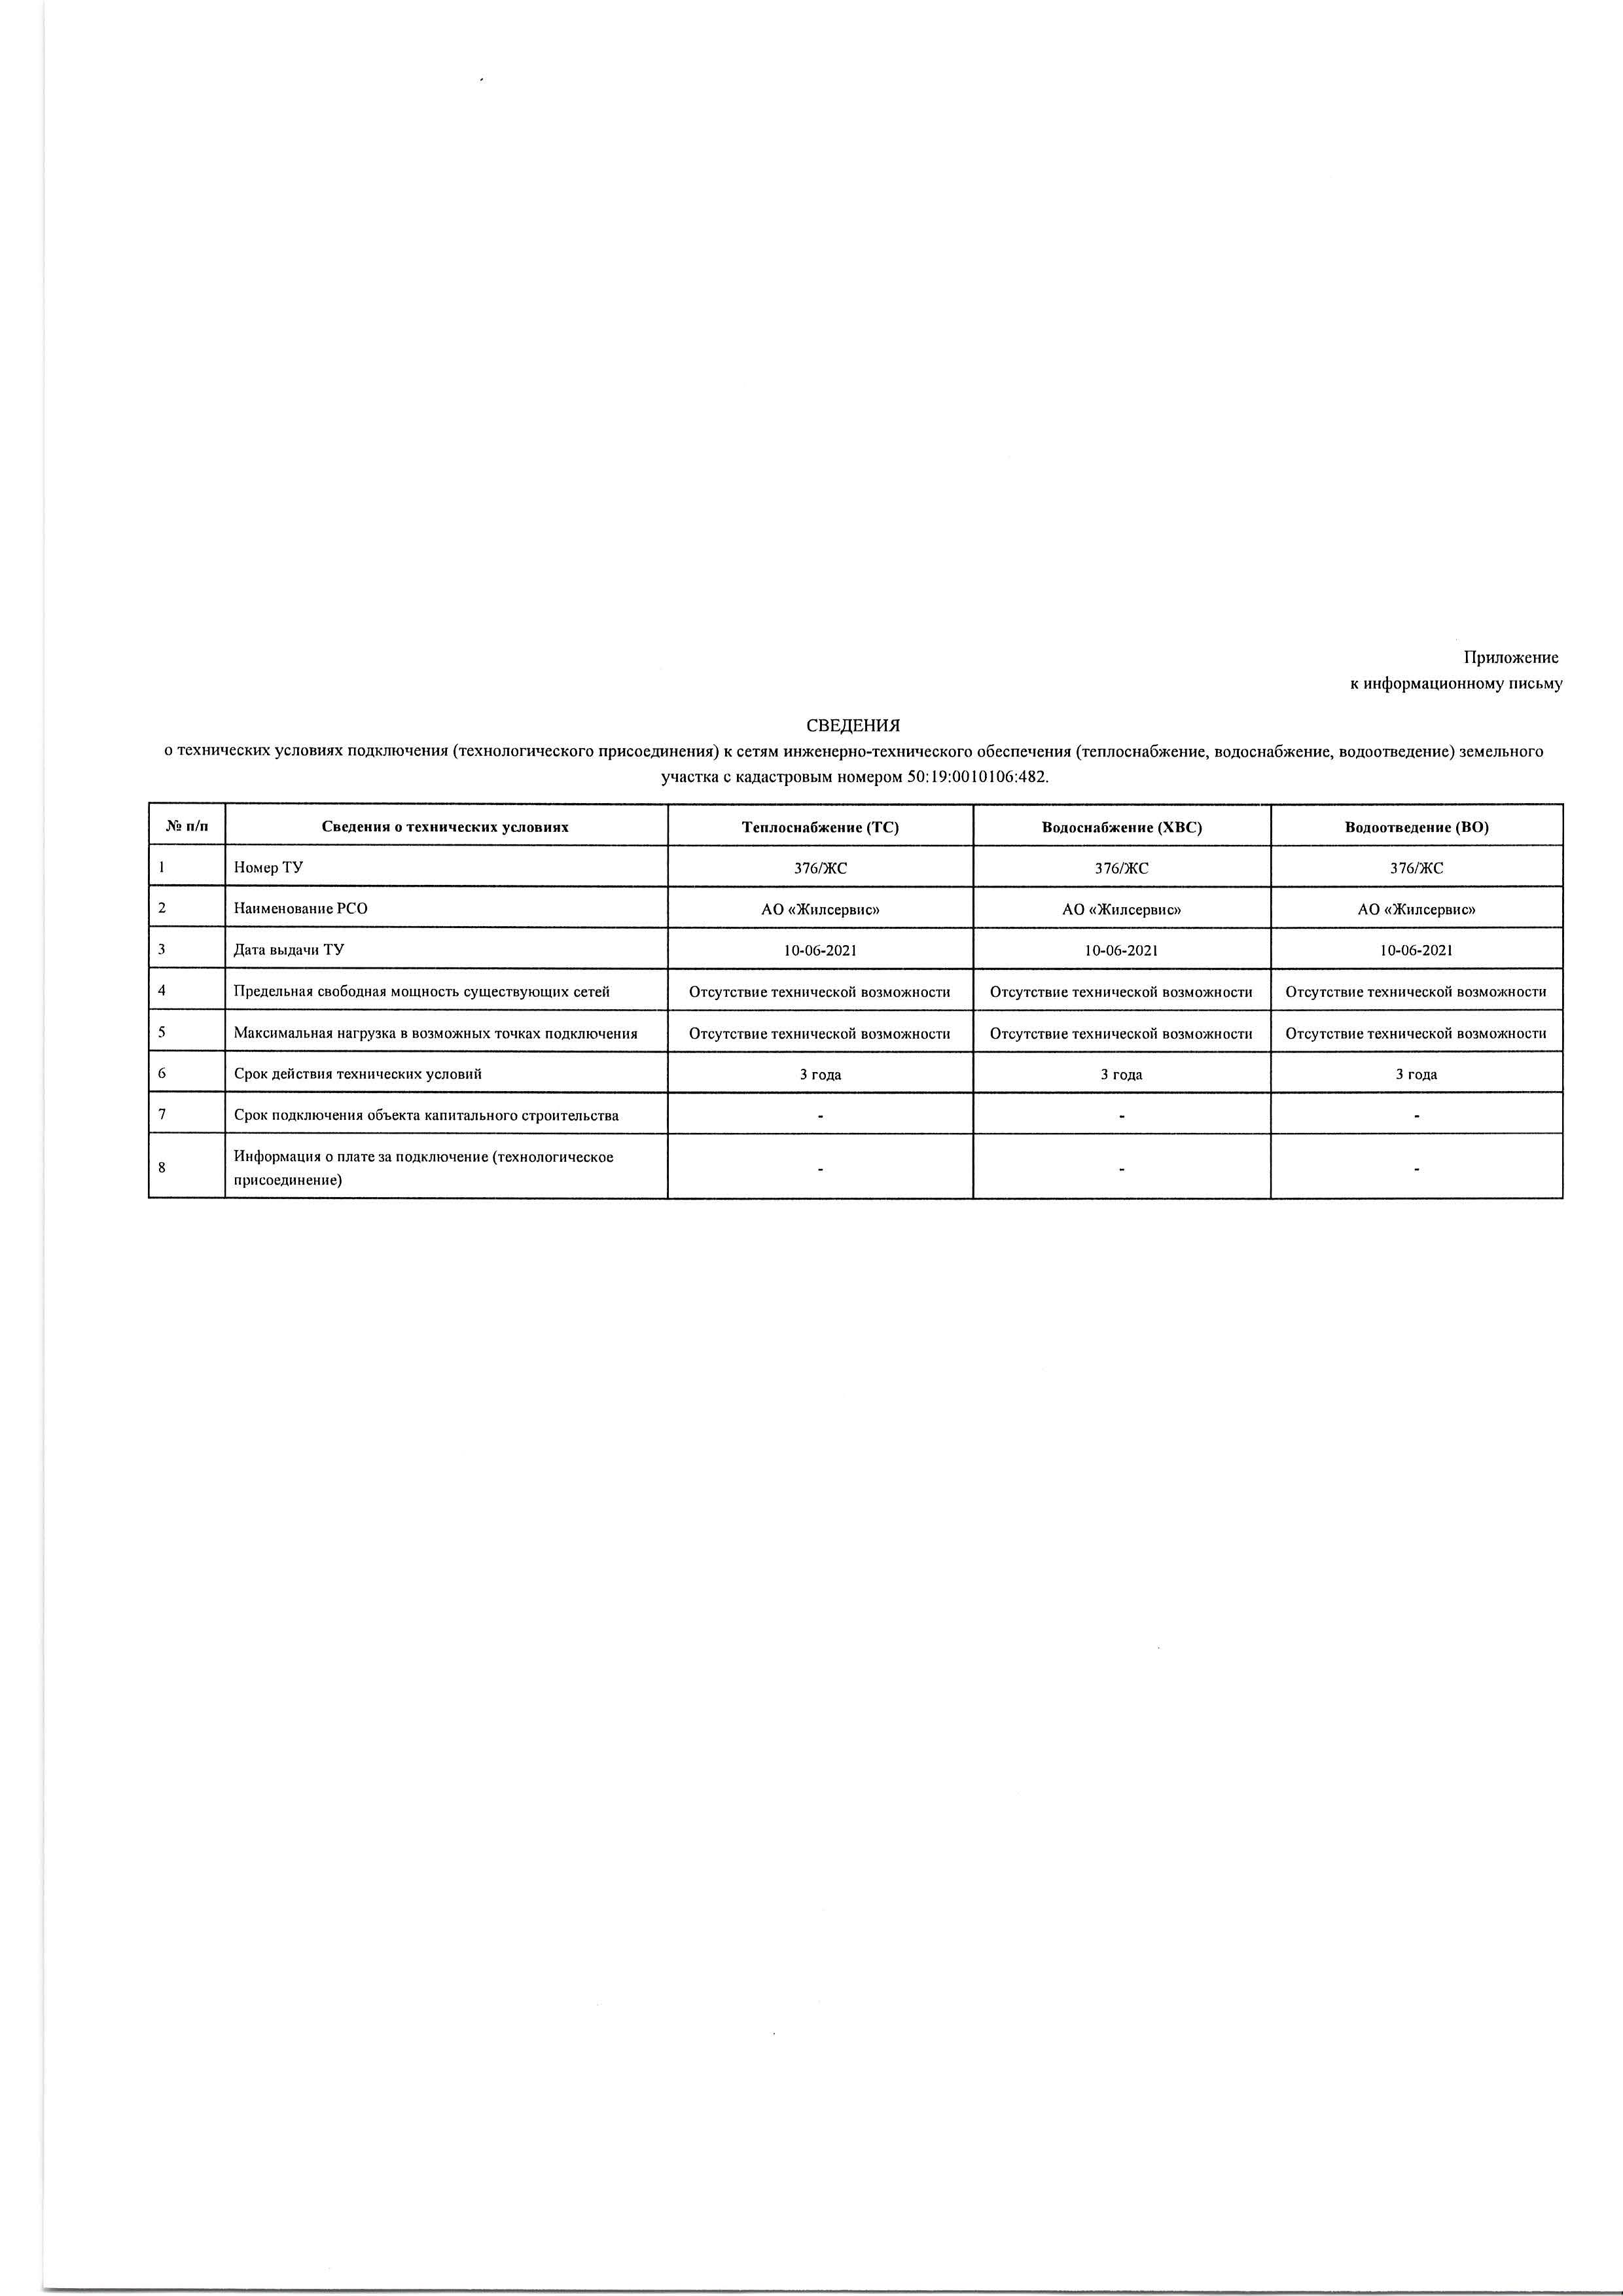 Приложение
к информационному письму
СВЕДЕНИЯ
о технических условиях подключения (технологического присоединения) к сетям инженерно-технического обеспечения (теплоснабжение, водоснабжение, водоотведение) земельного
участка с кадастровым номером 50:19:0010106:482.
№ п/п Сведения о технических условиях Теплоснабжение (ТС) Водоснабжение (ХВС) Водоотведение (ВО)
1 Номер ТУ 376/ЖС 376/ЖС 376/ЖС
2 Наименование РСО АО «Жилсервис» АО «Жилсервис» АО «Жилсервис»
3 Дата выдачи ТУ 10-06-2021 10-06-2021 10-06-2021
4 Предельная свободная мощность существующих сетей Отсутствие технической возможности Отсутствие технической возможности Отсутствие технической возможности
5 Максимальная нагрузка в возможных точках подключения Отсутствие технической возможности Отсутствие технической возможности Отсутствие технической возможности
6 Срок действия технических условий 3 года 3 года 3 года
7 Срок подключения объекта капитального строительства - - -
8 Информация о плате за подключение (технологическое
присоединение) - - -